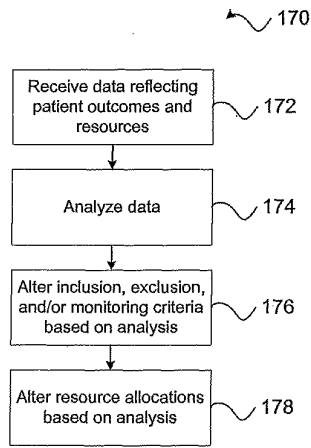 170
Receive data reflecting
patient outcomes and
resources
172
Analyze data
174
Alter inclusion, exclusion,
and/or monitoring criteria
based on analysis
176
Alter resource allocations
based on analysis
178